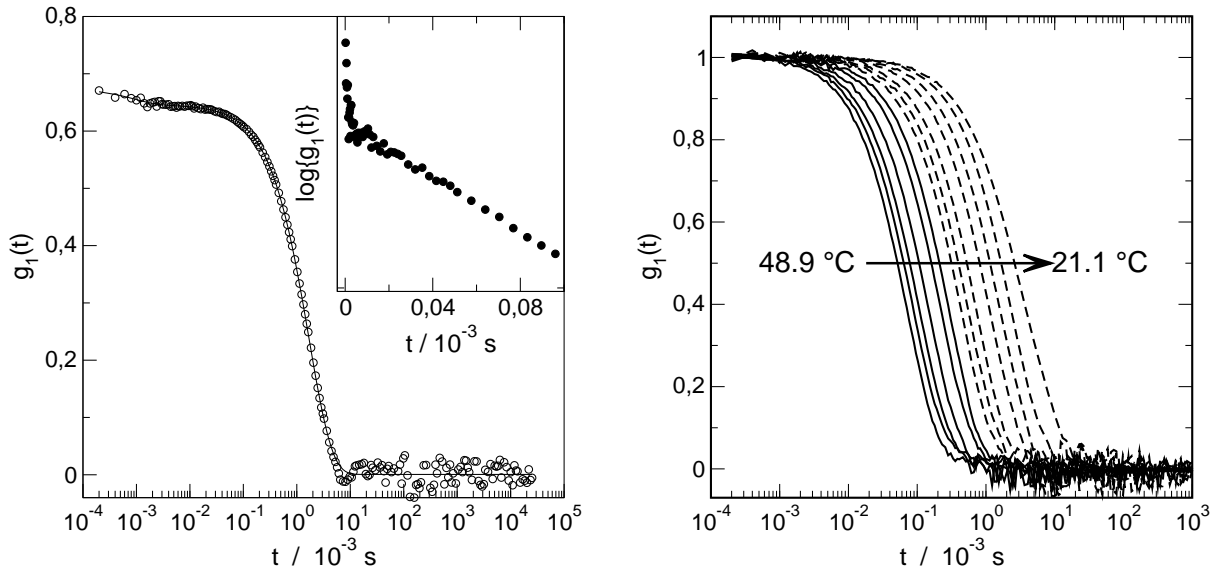 0,8
0,6
0,4
0,2
0
g₁(t)
10⁻⁴ 10⁻³ 10⁻² 10⁻¹ 10⁰ 10¹ 10² 10³ 10⁴ 10⁵
t / 10⁻³ s
log{g₁(t)}
0 0,04 0,08
t / 10⁻³ s
1
0,8
0,6
0,4
0,2
0
g₁(t)
48.9 °C 21.1 °C
10⁻⁴ 10⁻³ 10⁻² 10⁻¹ 10⁰ 10¹ 10² 10³
t / 10⁻³ s